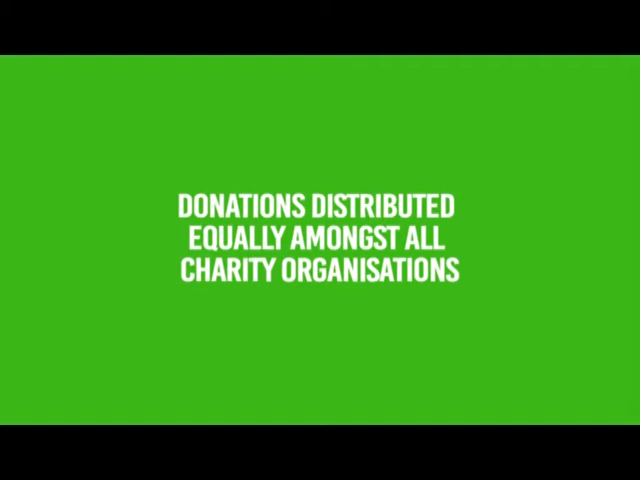 DONATIONS DISTRIBUTED
EQUALLY AMONGST ALL
CHARITY ORGANISATIONS